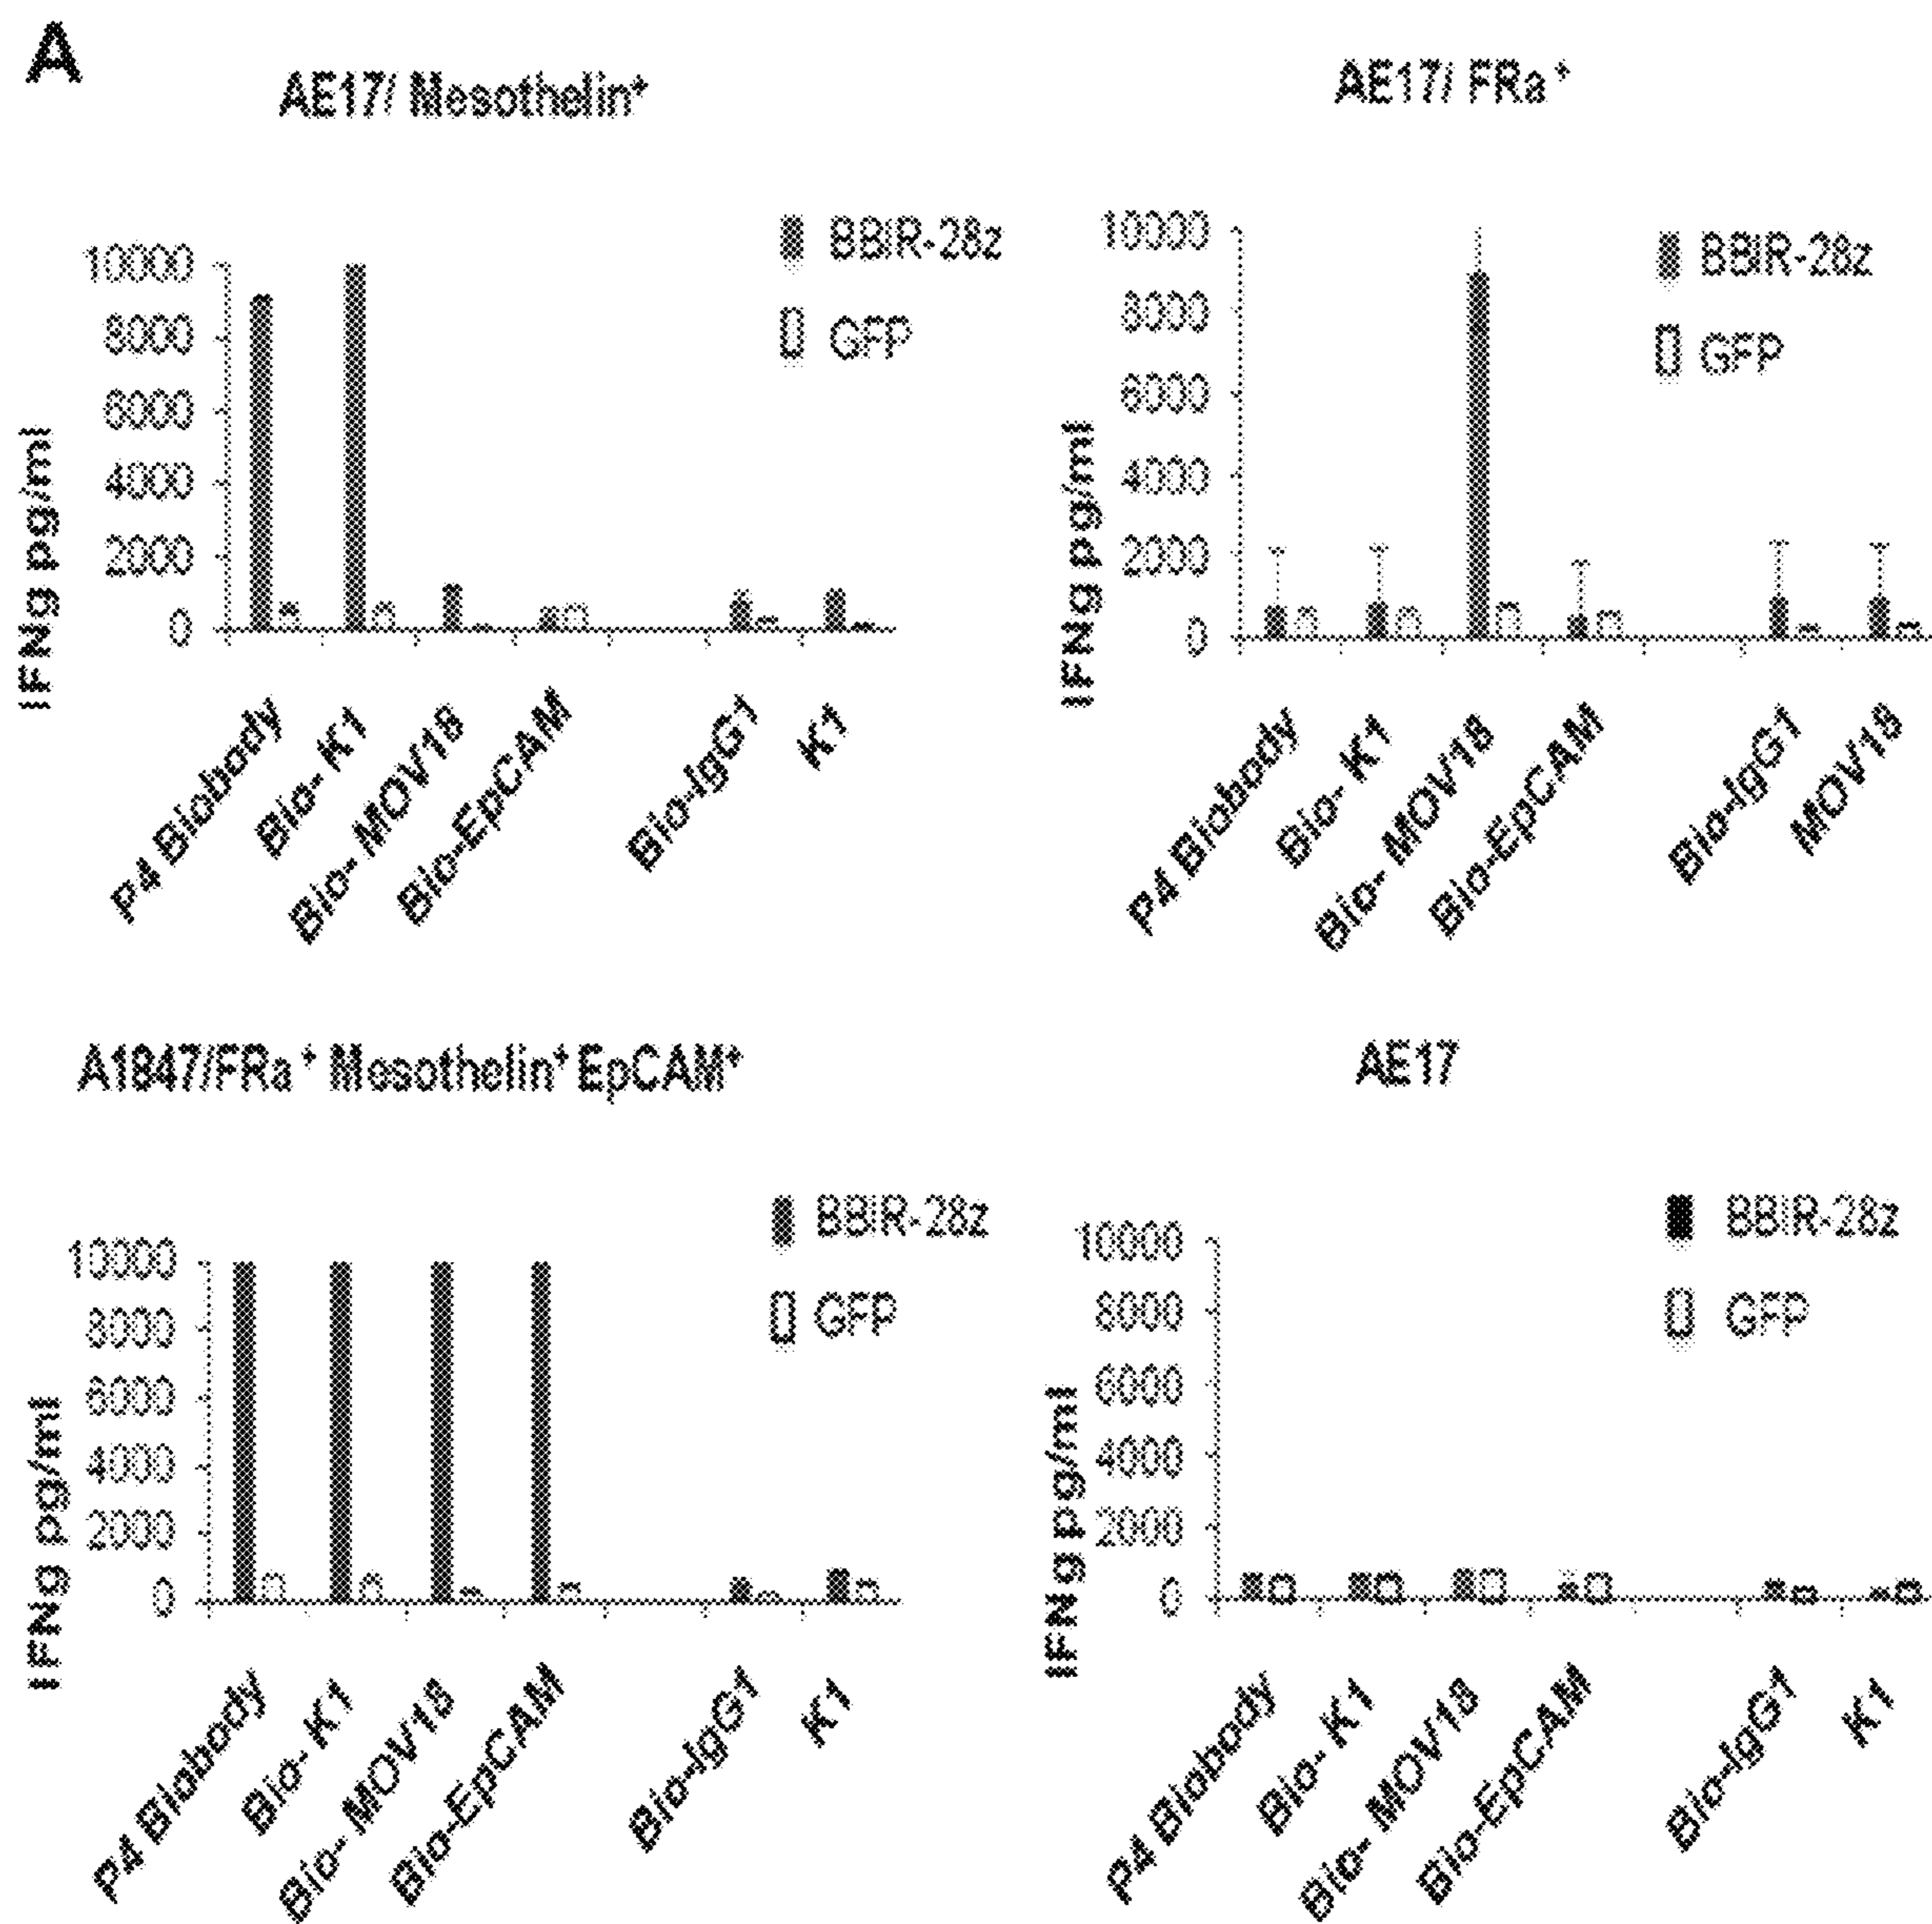 A
AE17/ Mesothelin⁺
BBIR-28z
GFP
IFNg pg/ml
10000
8000
6000
4000
2000
0
P4 Biobody
Bio- K1
Bio- MOV18
Bio-EpCAM
Bio-IgG1
K1
AE17/ FRa⁺
BBIR-28z
GFP
IFNg pg/ml
10000
8000
6000
4000
2000
0
P4 Biobody
Bio- K1
Bio- MOV18
Bio-EpCAM
Bio-IgG1
MOV18
A1847/FRa⁺ Mesothelin⁺ EpCAM⁺
BBIR-28z
GFP
IFNg pg/ml
10000
8000
6000
4000
2000
0
P4 Biobody
Bio- K1
Bio- MOV18
Bio-EpCAM
Bio-IgG1
K1
AE17
BBIR-28z
GFP
IFNg pg/ml
10000
8000
6000
4000
2000
0
P4 Biobody
Bio- K1
Bio- MOV18
Bio-EpCAM
Bio-IgG1
K1